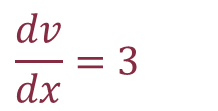 dv/dx = 3